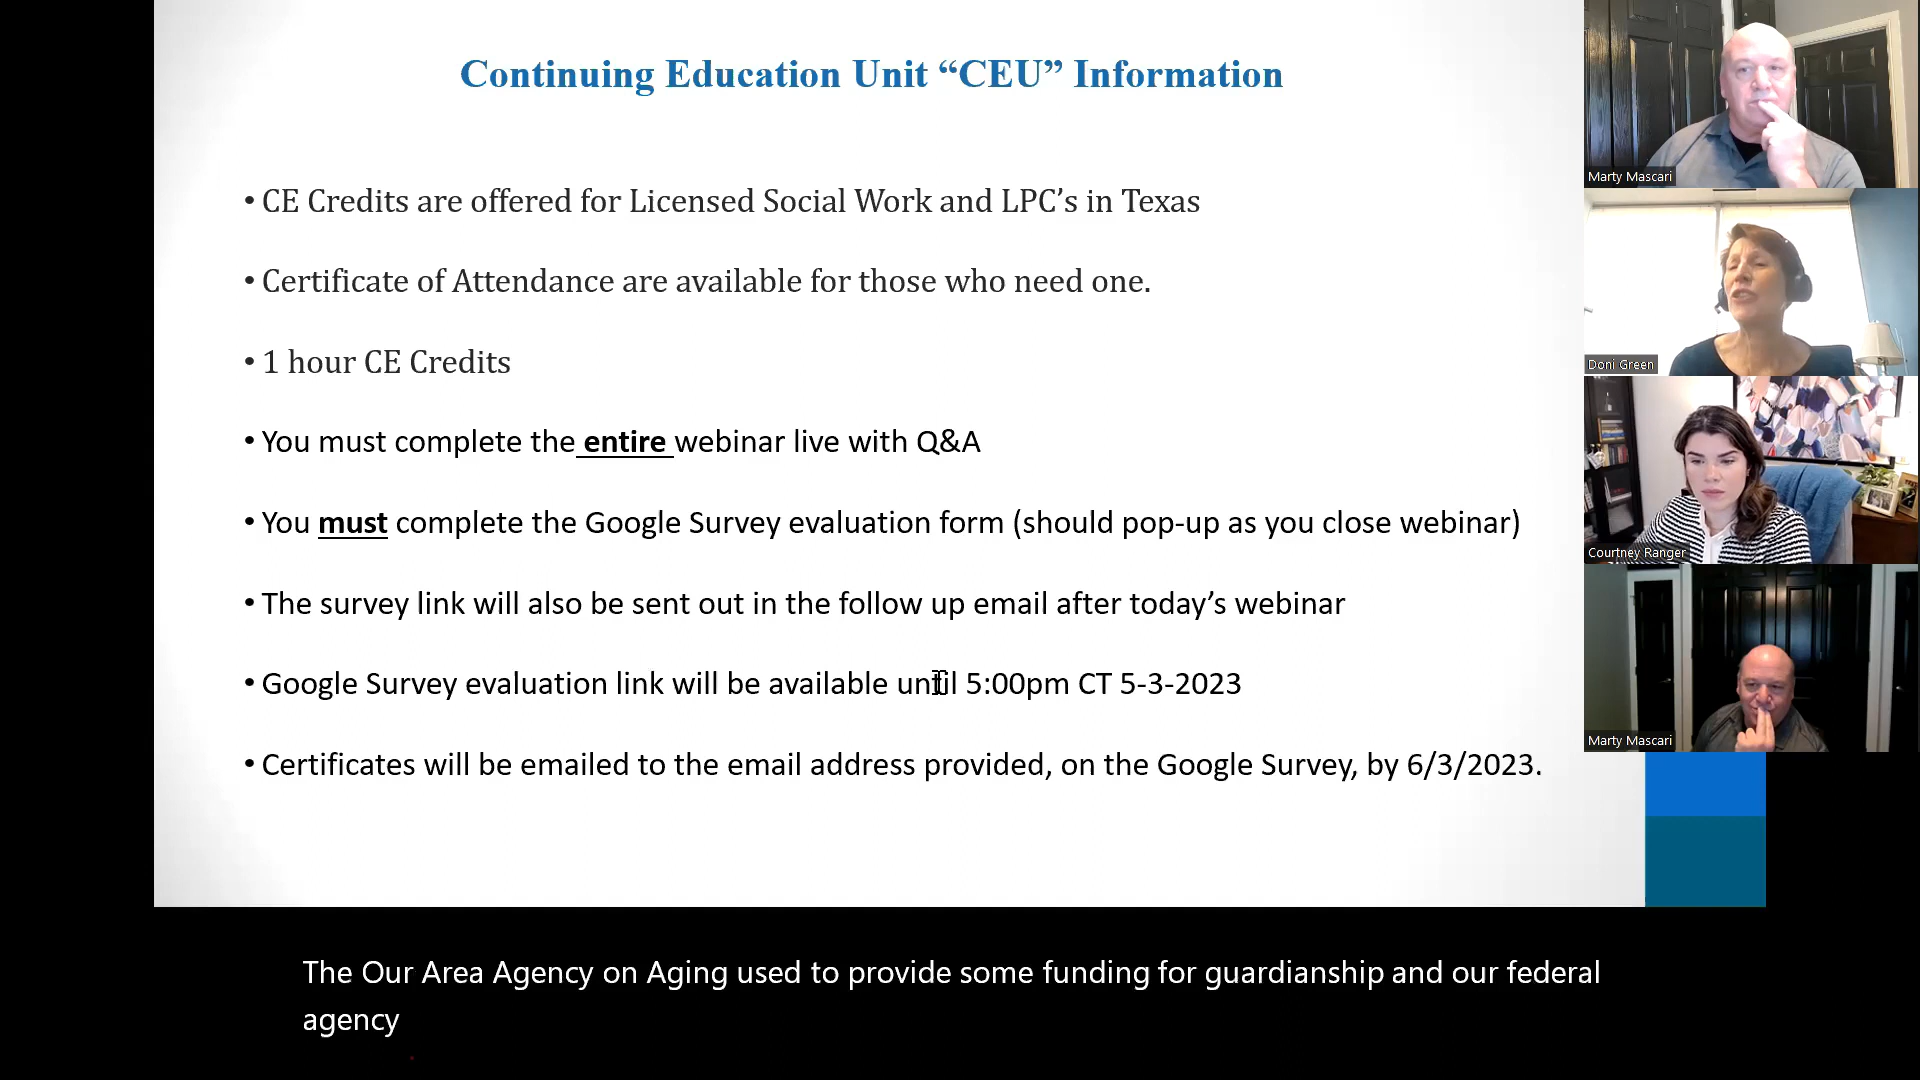 Continuing Education Unit “CEU” Information
• CE Credits are offered for Licensed Social Work and LPC’s in Texas
• Certificate of Attendance are available for those who need one.
• 1 hour CE Credits
• You must complete the entire webinar live with Q&A
• You must complete the Google Survey evaluation form (should pop-up as you close webinar)
• The survey link will also be sent out in the follow up email after today’s webinar
• Google Survey evaluation link will be available until 5:00pm CT 5-3-2023
• Certificates will be emailed to the email address provided, on the Google Survey, by 6/3/2023.
Marty Mascari
Doni Green
Courtney Ranger
Marty Mascari
The Our Area Agency on Aging used to provide some funding for guardianship and our federal
agency